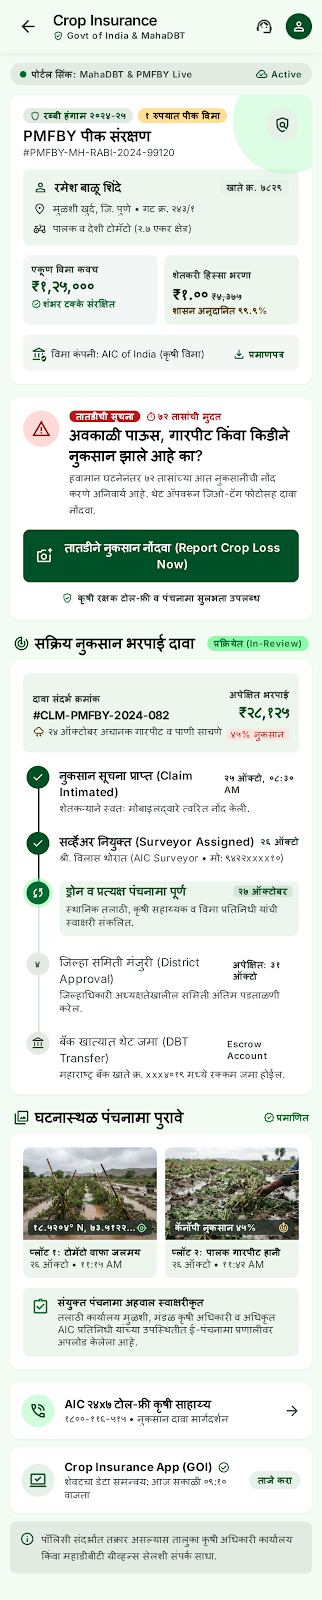 Crop Insurance
Govt of India & MahaDBT
पोर्टल सिंक: MahaDBT & PMFBY Live
Active
रब्बी हंगाम २०२४-२५
१ रुपयात पीक विमा
PMFBY पीक संरक्षण
#PMFBY-MH-RABI-2024-99120
रमेश बाळू शिंदे
खाते क्र. ७८२९
मुळशी खुर्द, जि. पुणे • गट क्र. २४३/१
पालक व देशी टोमॅटो (२.७ एकर क्षेत्र)
एकूण विमा कवच
₹१,२५,०००
शंभर टक्के संरक्षित
शेतकरी हिस्सा भरणा
₹१.०० ₹४,३७५
शासन अनुदानित ९९.९%
विमा कंपनी: AIC of India (कृषी विमा)
प्रमाणपत्र
तातडीची सूचना
७२ तासांची मुदत
अवकाळी पाऊस, गारपीट किंवा किडीने
नुकसान झाले आहे का?
हवामान घटनेनंतर ७२ तासांच्या आत नुकसानीची नोंद
करणे अनिवार्य आहे. थेट ॲपवरून जिओ-टॅग फोटोसह दावा
नोंदवा.
तातडीने नुकसान नोंदवा (Report Crop Loss
Now)
कृषी रक्षक टोल-फ्री व पंचनामा सुलभता उपलब्ध
सक्रिय नुकसान भरपाई दावा
प्रक्रियेत (In-Review)
दावा संदर्भ क्रमांक
#CLM-PMFBY-2024-082
अपेक्षित भरपाई
₹२८,१२५
२४ ऑक्टोबर अचानक गारपीट व पाणी साचणे
४५% नुकसान
नुकसान सूचना प्राप्त (Claim
Intimated)
२५ ऑक्टो, ०८:३०
AM
शेतकऱ्याने स्वतः मोबाइलद्वारे त्वरित नोंद केली.
सर्व्हेअर नियुक्त (Surveyor Assigned)
२६ ऑक्टो
श्री. विलास थोरात (AIC Surveyor • मो: ९४२२xxxx१०)
ड्रोन व प्रत्यक्ष पंचनामा पूर्ण
२७ ऑक्टोबर
स्थानिक तलाठी, कृषी सहाय्यक व विमा प्रतिनिधी यांची
स्वाक्षरी संकलित.
४
जिल्हा समिती मंजुरी (District
Approval)
अपेक्षित: ३१
ऑक्टो
जिल्हाधिकारी अध्यक्षतेखालील समिती अंतिम पडताळणी
करेल.
बँक खात्यात थेट जमा (DBT
Transfer)
Escrow
Account
महाराष्ट्र बँक खाते क्र. xxx४०१९ मध्ये रक्कम जमा होईल.
घटनास्थळ पंचनामा पुरावे
प्रमाणित
१८.५२०४° N, ७३.५१२२...
कॅनॉपी नुकसान ४५%
प्लॉट १: टोमॅटो वाफा जलमय
२६ ऑक्टो • ११:१५ AM
प्लॉट २: पालक गारपीट हानी
२६ ऑक्टो • ११:४२ AM
संयुक्त पंचनामा अहवाल स्वाक्षरीकृत
तलाठी कार्यालय मुळशी, मंडळ कृषी अधिकारी व अधिकृत
AIC प्रतिनिधी यांच्या उपस्थितीत ई-पंचनामा प्रणालीवर
अपलोड केलेला आहे.
AIC २४x७ टोल-फ्री कृषी साहाय्य
१८००-११६-५१५ • नुकसान दावा मार्गदर्शन
Crop Insurance App (GOI)
शेवटचा डेटा समन्वय: आज सकाळी ०९:१०
वाजता
ताजे करा
पॉलिसी संदर्भात तक्रार असल्यास तालुका कृषी अधिकारी कार्यालय
किंवा महाडीबीटी ग्रीव्हन्स सेलशी संपर्क साधा.